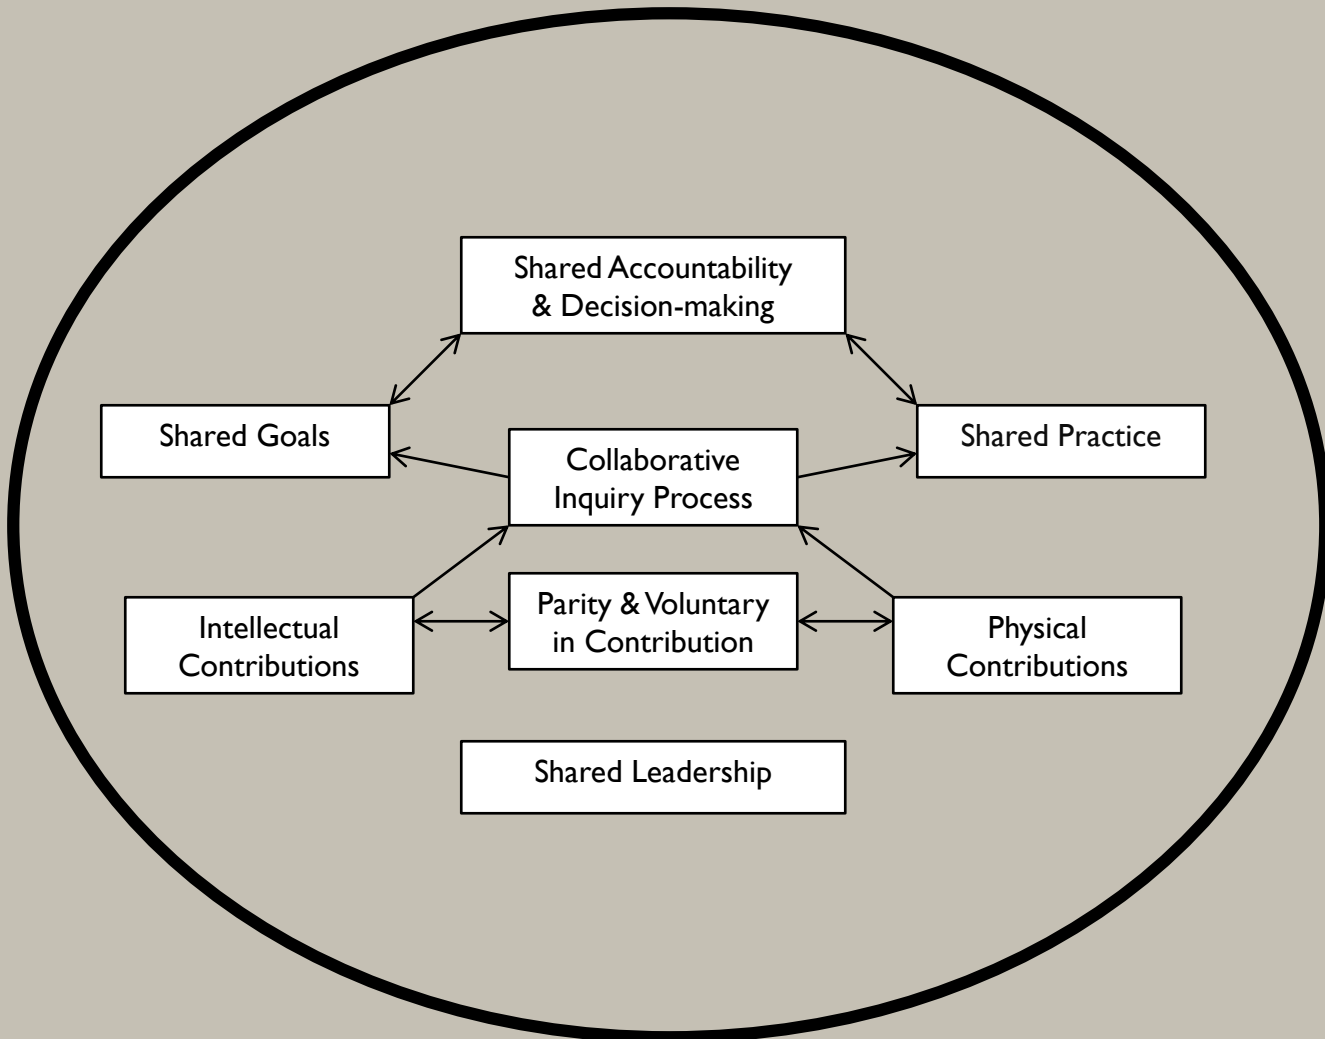 Shared Accountability
& Decision-making
Shared Goals
Shared Practice
Collaborative
Inquiry Process
Intellectual
Contributions
Parity & Voluntary
in Contribution
Physical
Contributions
Shared Leadership